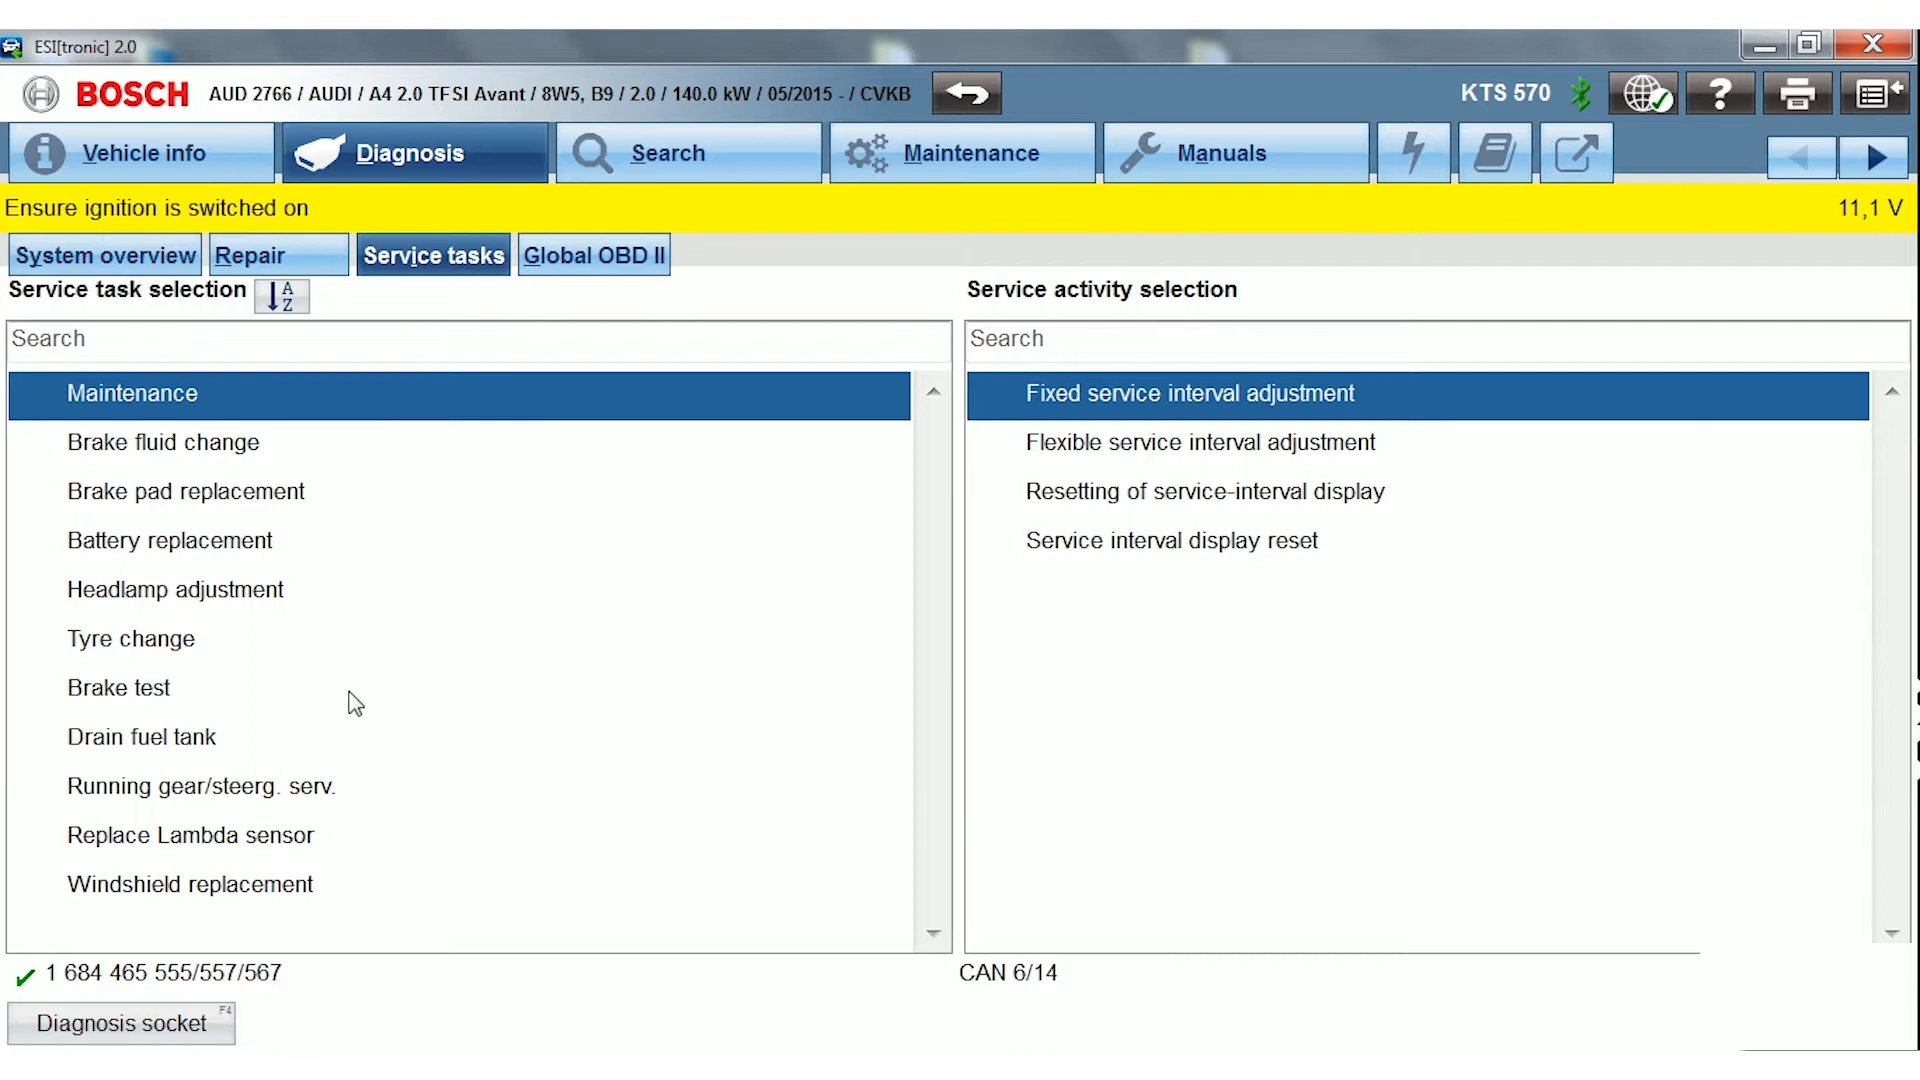 ESI[tronic] 2.0
BOSCH AUD 2766 / AUDI / A4 2.0 TFSI Avant / 8W5, B9 / 2.0 / 140.0 kW / 05/2015 - / CVKB KTS 570 ?
Vehicle info Diagnosis Search Maintenance Manuals
Ensure ignition is switched on 11,1 V
System overview Repair Service tasks Global OBD II
Service task selection A Z
Service activity selection
Search
Maintenance
Brake fluid change
Brake pad replacement
Battery replacement
Headlamp adjustment
Tyre change
Brake test
Drain fuel tank
Running gear/steerg. serv.
Replace Lambda sensor
Windshield replacement
Search
Fixed service interval adjustment
Flexible service interval adjustment
Resetting of service-interval display
Service interval display reset
1 684 465 555/557/567
CAN 6/14
Diagnosis socket F4